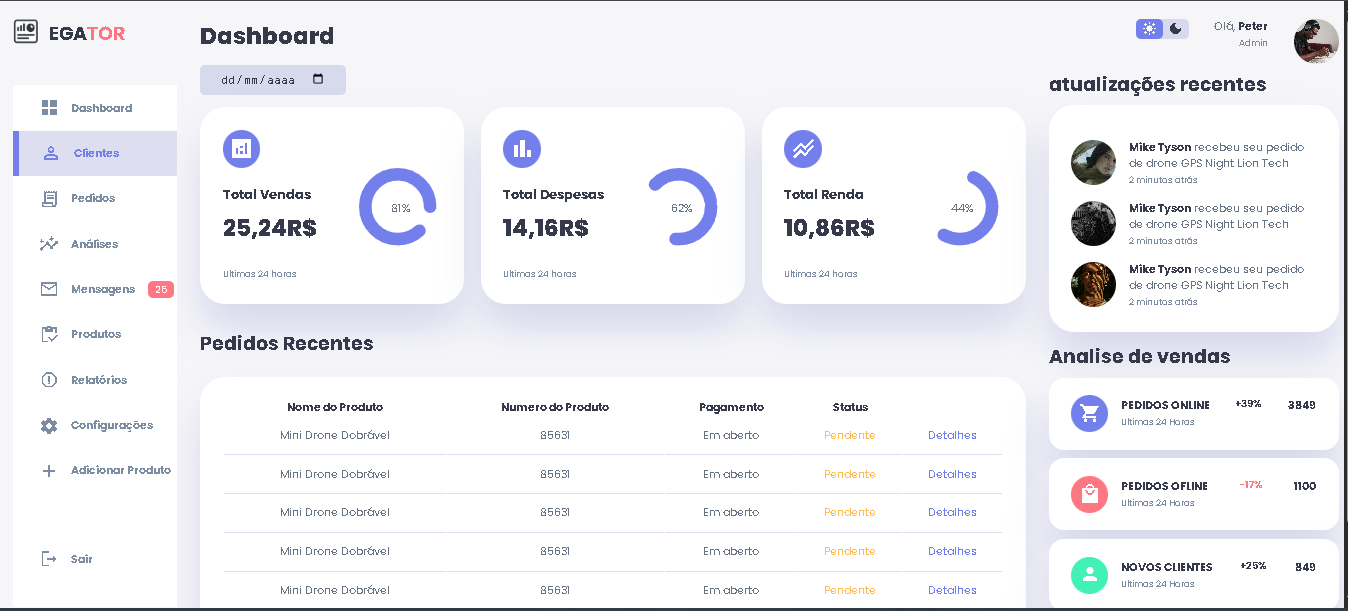 EGATOR
Dashboard
Clientes
Pedidos
Análises
Mensagens 26
Produtos
Relatórios
Configurações
Adicionar Produto
Sair
Dashboard
dd/mm/aaaa
Total Vendas
25,24R$
81%
Ultimas 24 horas
Total Despesas
14,16R$
62%
Ultimas 24 horas
Total Renda
10,86R$
44%
Ultimas 24 horas
Pedidos Recentes
Nome do Produto Numero do Produto Pagamento Status
Mini Drone Dobrável 85631 Em aberto Pendente Detalhes
Mini Drone Dobrável 85631 Em aberto Pendente Detalhes
Mini Drone Dobrável 85631 Em aberto Pendente Detalhes
Mini Drone Dobrável 85631 Em aberto Pendente Detalhes
Mini Drone Dobrável 85631 Em aberto Pendente Detalhes
Olá, Peter
Admin
atualizações recentes
Mike Tyson recebeu seu pedido
de drone GPS Night Lion Tech
2 minutos atrás
Mike Tyson recebeu seu pedido
de drone GPS Night Lion Tech
2 minutos atrás
Mike Tyson recebeu seu pedido
de drone GPS Night Lion Tech
2 minutos atrás
Analise de vendas
PEDIDOS ONLINE +39% 3849
Ultimas 24 Horas
PEDIDOS OFLINE -17% 1100
Ultimas 24 Horas
NOVOS CLIENTES +25% 849
Ultimas 24 Horas